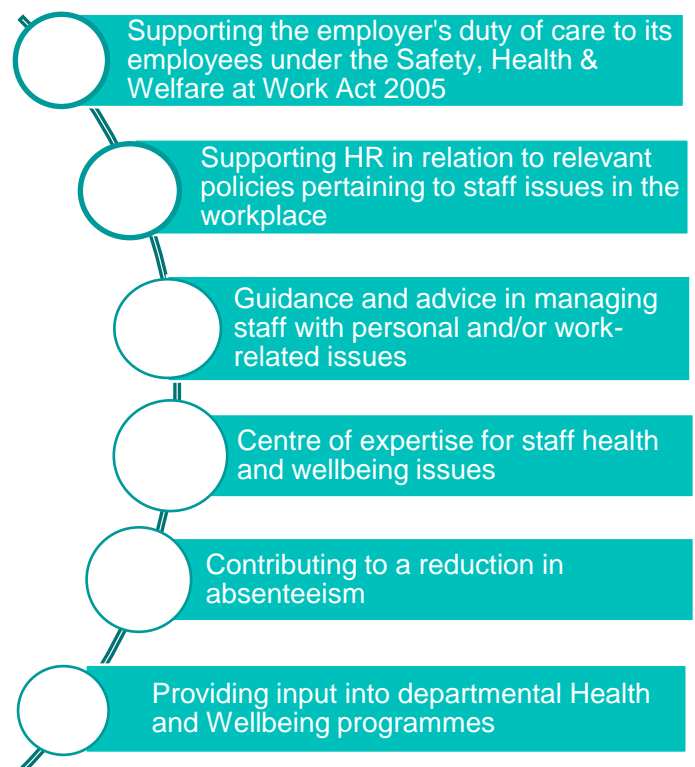 Supporting the employer's duty of care to its
employees under the Safety, Health &
Welfare at Work Act 2005
Supporting HR in relation to relevant
policies pertaining to staff issues in the
workplace
Guidance and advice in managing
staff with personal and/or work-
related issues
Centre of expertise for staff health
and wellbeing issues
Contributing to a reduction in
absenteeism
Providing input into departmental Health
and Wellbeing programmes